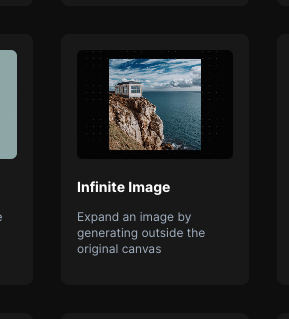 Infinite Image
Expand an image by
generating outside the
original canvas